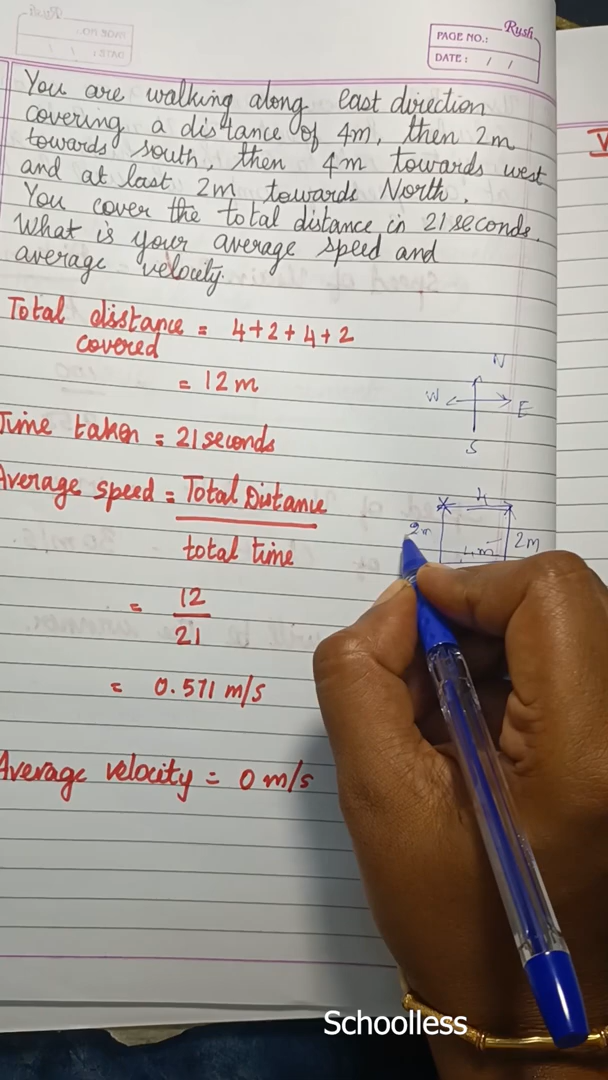 Rush
PAGE NO.:
DATE: / /
You are walking along East direction
covering a distance of 4m, then 2m
towards south, then 4m towards west
and at last 2m towards North.
You cover the total distance in 21 seconds.
What is your average speed and
average velocity.
Total distance = 4+2+4+2
covered
= 12m
Time taken = 21 seconds
Average speed = Total Distance
total time
= 12
21
= 0.571 m/s
Average velocity = 0 m/s
N
W E
S
4
2m 2m
4m
Schoolless